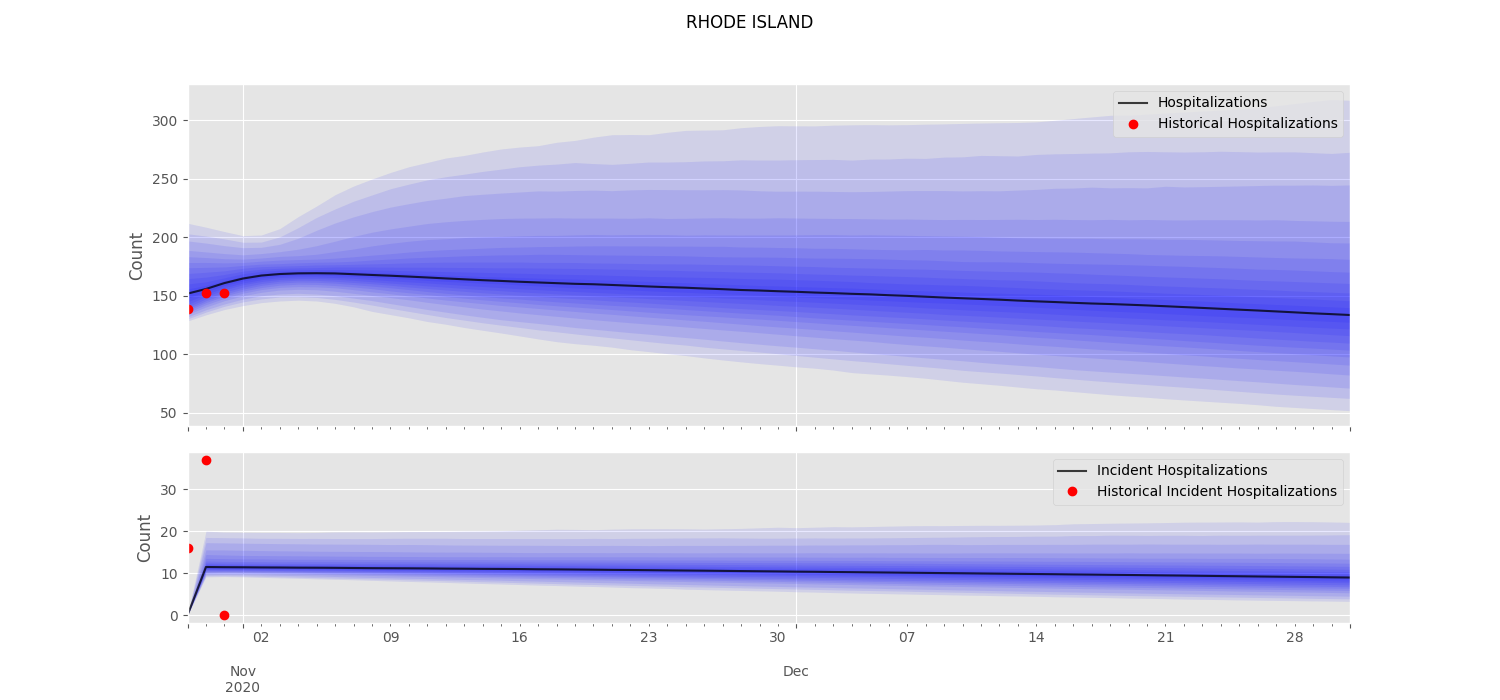 RHODE ISLAND
Hospitalizations
Historical Hospitalizations
Count
300
250
200
150
100
50
Incident Hospitalizations
Historical Incident Hospitalizations
Count
30
20
10
0
02 09 16 23 30 07 14 21 28
Nov Dec
2020